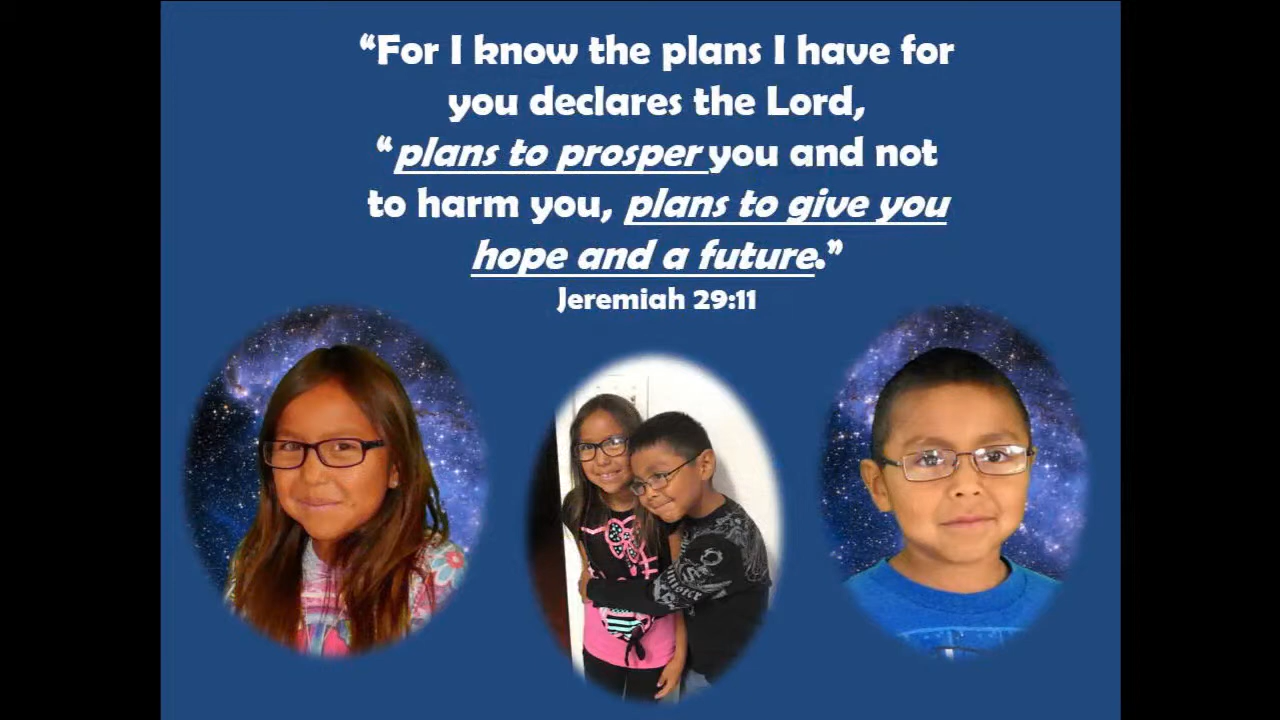 “For I know the plans I have for
you declares the Lord,
“plans to prosper you and not
to harm you, plans to give you
hope and a future.”
Jeremiah 29:11